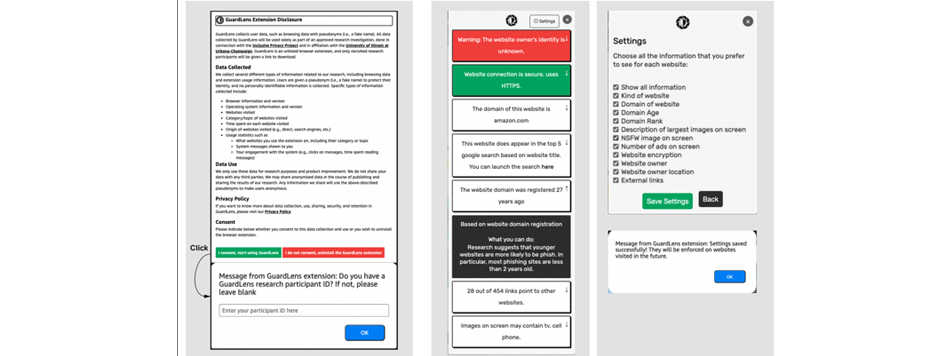 GuardLens Extension Disclosure
GuardLens collects user data, such as browsing data with pseudonyms (i.e., a fake name). All data
collected by GuardLens will be used solely as part of an approved research investigation, done
in connection with the Inclusive Privacy Project and in affiliation with the University of Illinois at
Urbana-Champaign. GuardLens is an unlisted browser extension, and only recruited research
participants will be given a link to download.
Data Collected
We collect several different types of information related to our research, including browsing data
and extension usage information. Users are given a pseudonym (i.e., a fake name) to protect their
identity, and no personally identifiable information is collected. Specific types of information
collected include:
• Browser information and version
• Operating system information and version
• Websites visited
• Category/topic of websites visited
• Time spent on each website visited
• Origin of websites visited (e.g., direct, search engines, etc.)
• Usage statistics such as
What websites you use the extension on, including their category or topic
System messages shown to you
Your engagement with the system (e.g., clicks on messages, time spent reading
messages)
Data Use
We only use these data for research purposes and product improvement. We do not share your
data with any third parties. We may share anonymized data in the course of publishing and
sharing the results of our research. Any information we share will use the above-described
pseudonyms to make users anonymous.
Privacy Policy
If you want to know more about data collection, use, sharing, security, and retention in
GuardLens, please visit our Privacy Policy
Consent
Please indicate below whether you consent to this data collection and use or you wish to uninstall
the browser extension.
I consent, start using GuardLens
I do not consent, uninstall the GuardLens extension
Click
Message from GuardLens extension: Do you have a
GuardLens research participant ID? If not, please
leave blank
Enter your participant ID here
OK
Settings
Warning: The website owner's identity is
unknown.
Website connection is secure, uses
HTTPS.
The domain of this website is
amazon.com
This website does appear in the top 5
google search based on website title.
You can launch the search here
The website domain was registered 27
years ago
Based on website domain registration
What you can do:
Research suggests that younger
websites are more likely to be phish. In
particular, most phishing sites are less
than 2 years old.
28 out of 454 links point to other
websites.
Images on screen may contain tv, cell
phone.
Settings
Choose all the information that you prefer
to see for each website:
Show all information
Kind of website
Domain of website
Domain Age
Domain Rank
Description of largest images on screen
NSFW image on screen
Number of ads on screen
Website encryption
Website owner
Website owner location
External links
Save Settings
Back
Message from GuardLens extension: Settings saved
successfully! They will be enforced on websites
visited in the future.
OK